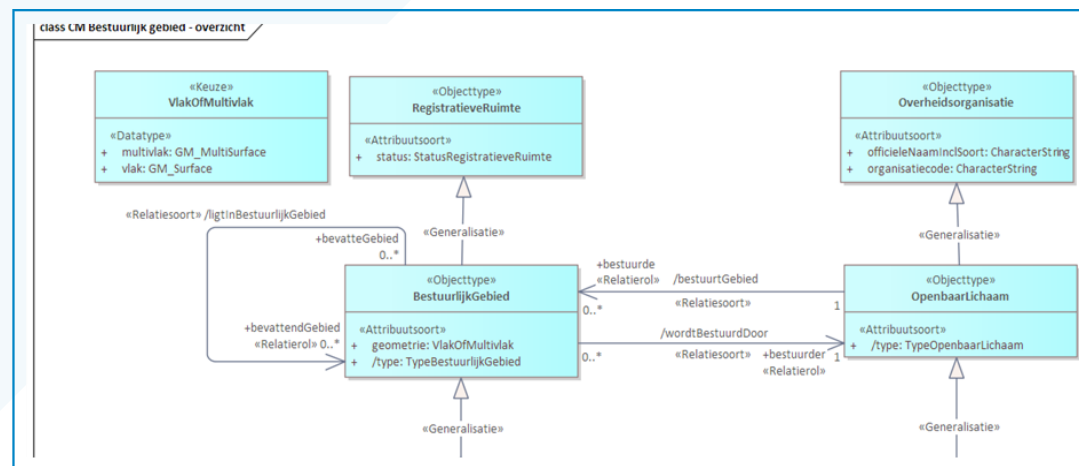 class CM Bestuurlijk gebied - overzicht
«Keuze»
VlakOfMultivlak
«Datatype»
+ multivlak: GM_MultiSurface
+ vlak: GM_Surface
«Objecttype»
RegistratieveRuimte
«Attribuutsoort»
+ status: StatusRegistratieveRuimte
«Objecttype»
Overheidsorganisatie
«Attribuutsoort»
+ officieleNaamInclSoort: CharacterString
+ organisatiecode: CharacterString
«Relatiesoort» /ligtInBestuurlijkGebied
+bevatteGebied
0..*
«Generalisatie»
«Generalisatie»
«Objecttype»
BestuurlijkGebied
«Attribuutsoort»
+ geometrie: VlakOfMultivlak
+ /type: TypeBestuurlijkGebied
+bevattendGebied
«Relatierol» 0..*
+bestuurde
«Relatierol»
/bestuurtGebied
0..*
«Relatiesoort»
1
/wordtBestuurdDoor
0..*
«Relatiesoort»
+bestuurder
1
«Relatierol»
«Objecttype»
OpenbaarLichaam
«Attribuutsoort»
+ /type: TypeOpenbaarLichaam
«Generalisatie»
«Generalisatie»